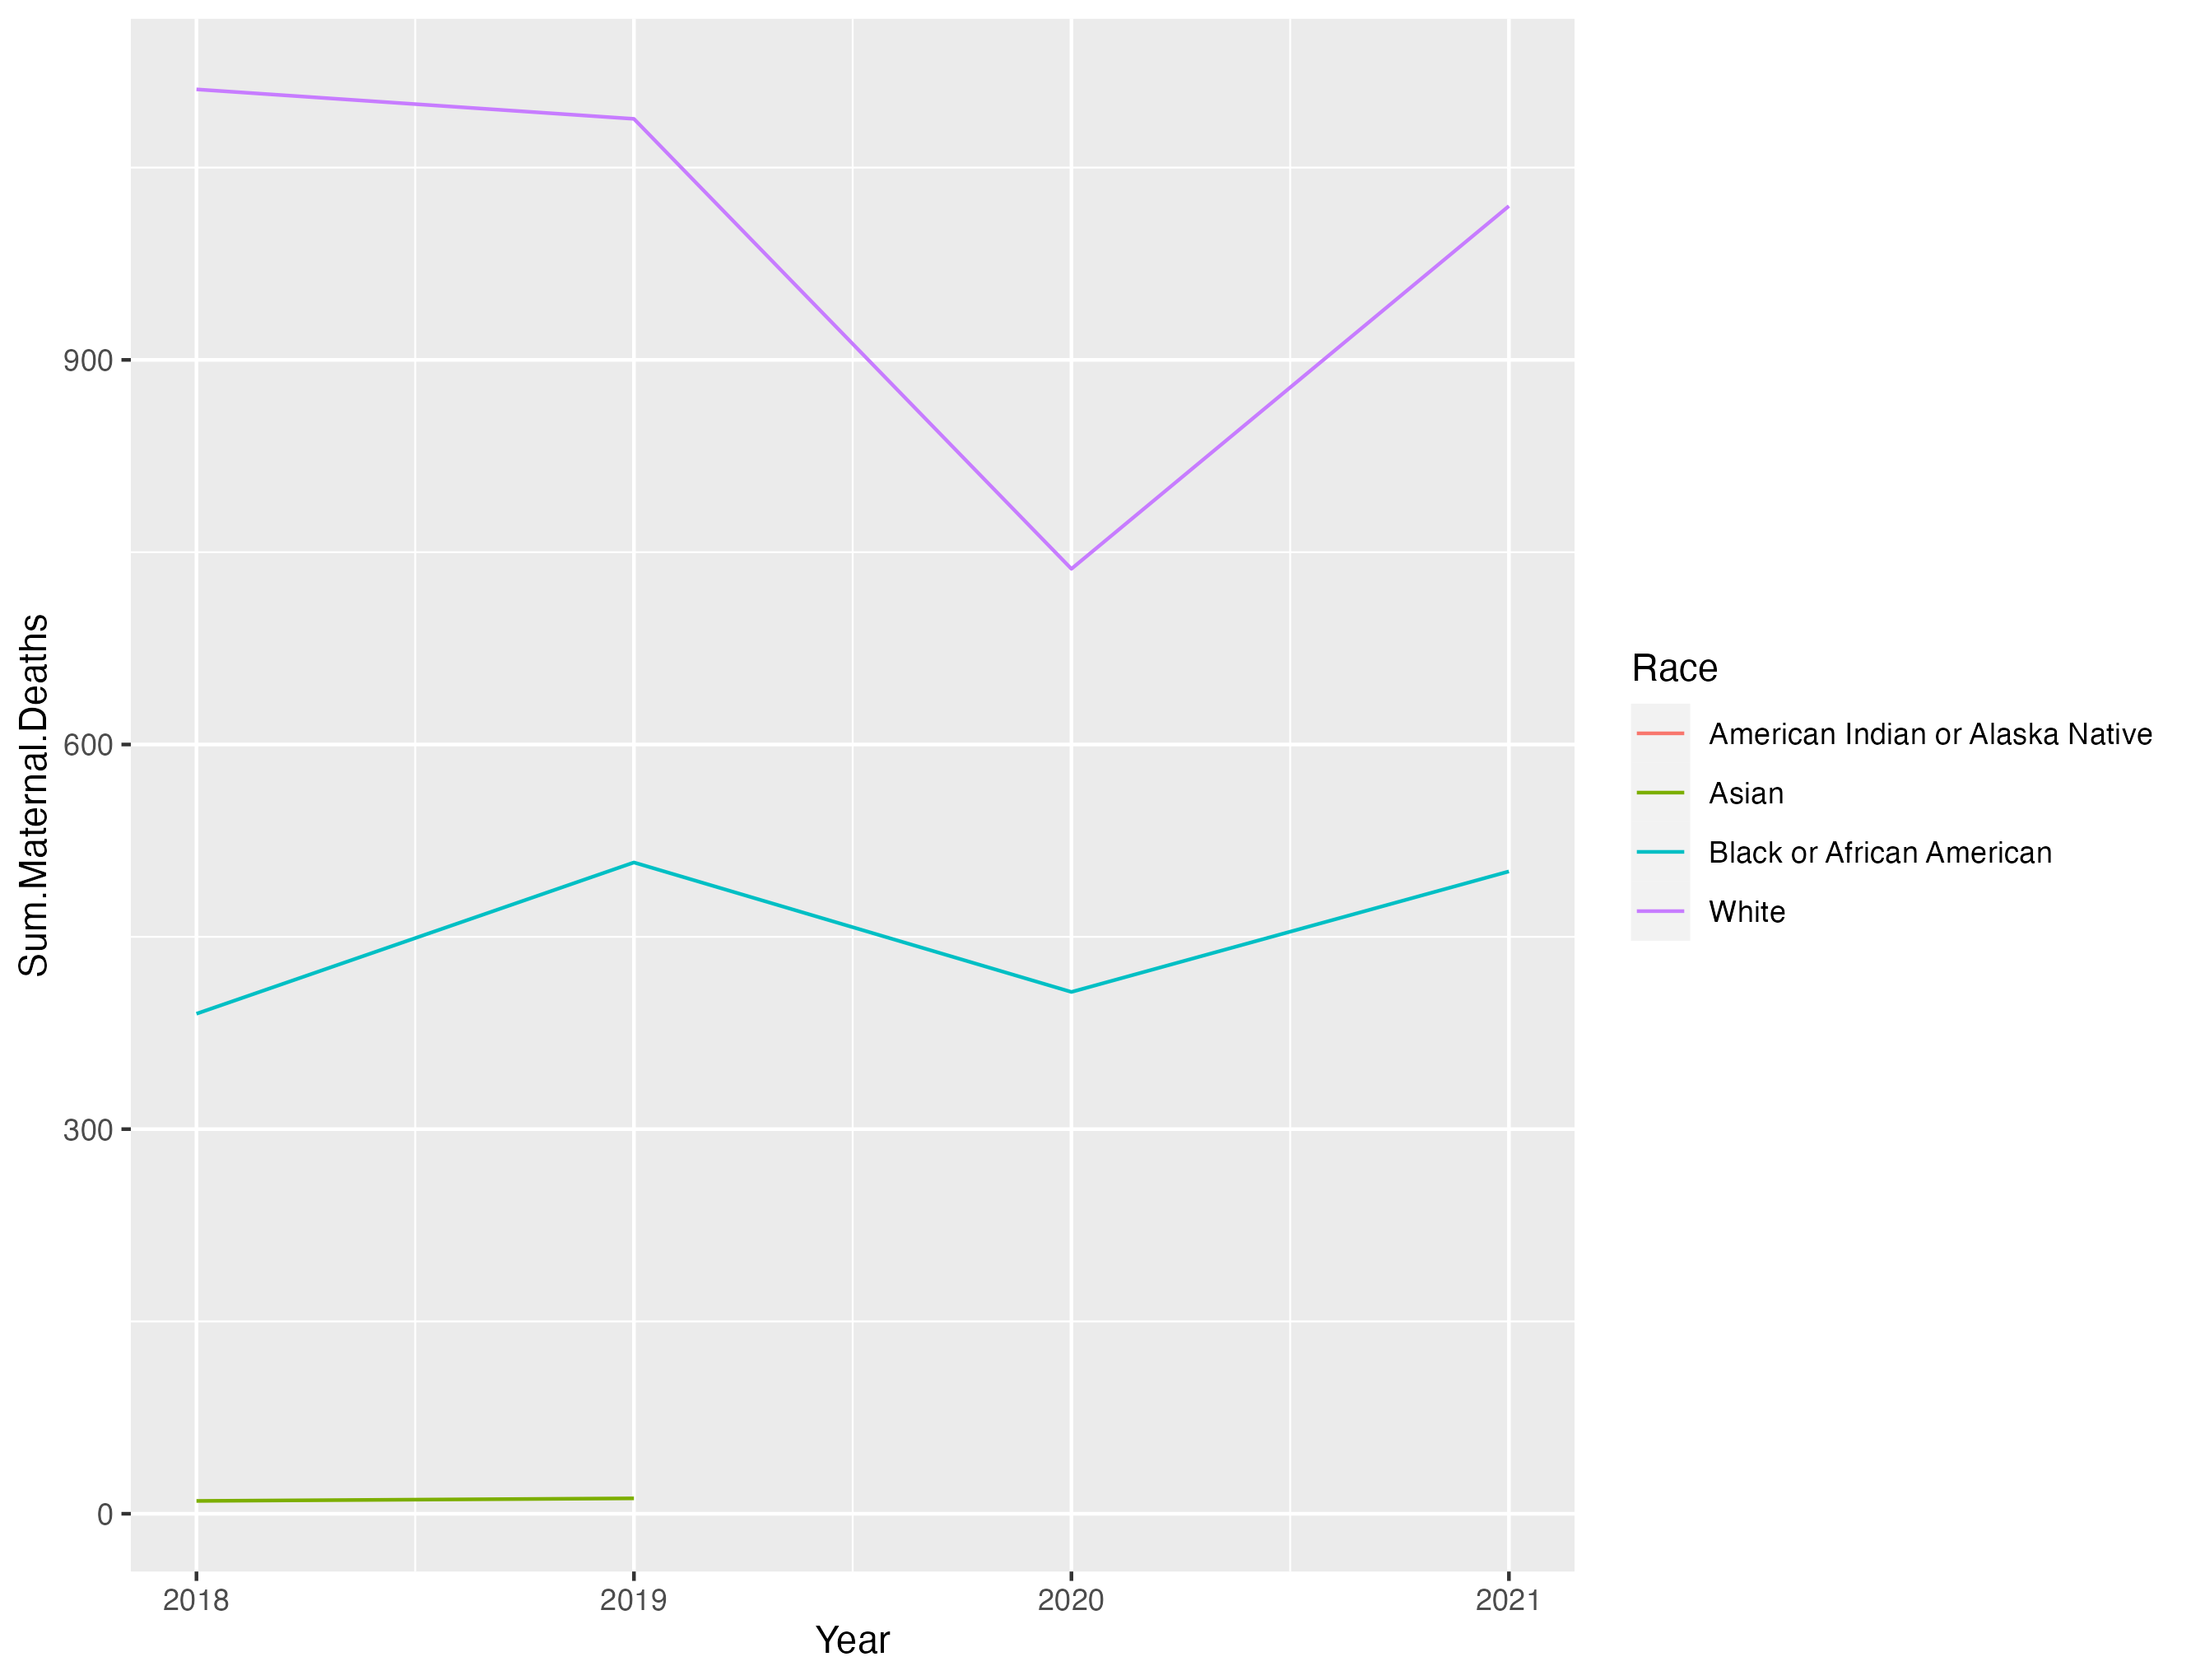 Sum.Maternal.Deaths
900
600
300
0
2018 2019 2020 2021
Year
Race
American Indian or Alaska Native
Asian
Black or African American
White